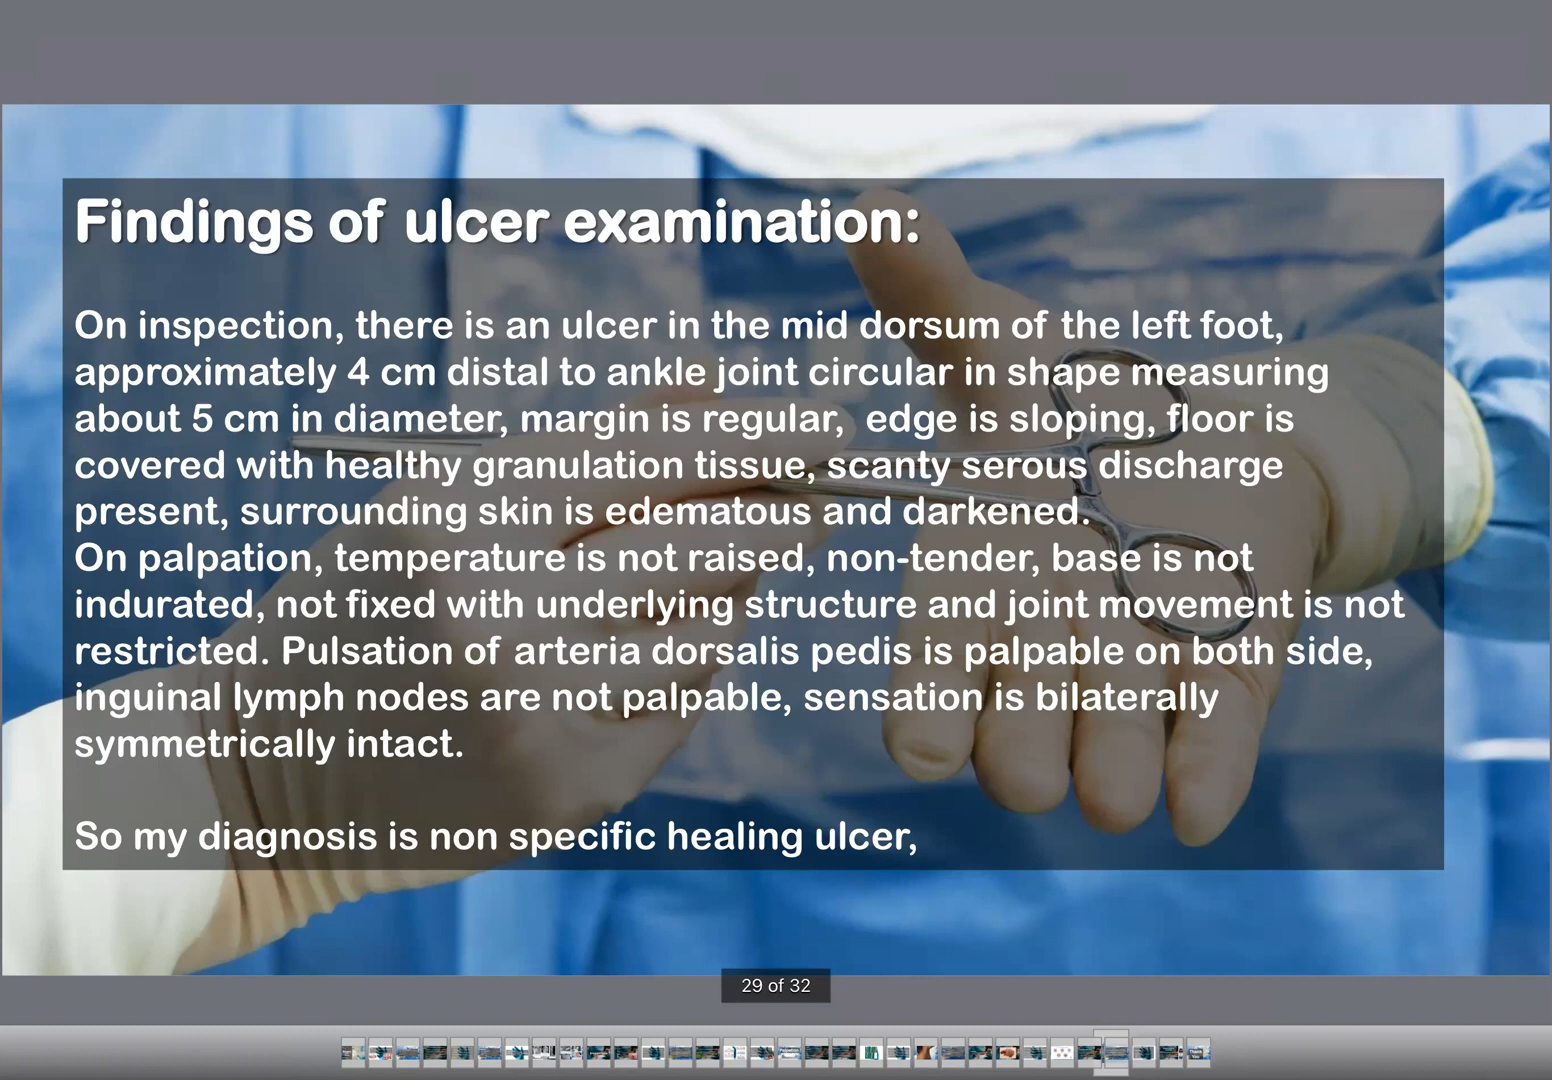 Findings of ulcer examination:
On inspection, there is an ulcer in the mid dorsum of the left foot,
approximately 4 cm distal to ankle joint circular in shape measuring
about 5 cm in diameter, margin is regular, edge is sloping, floor is
covered with healthy granulation tissue, scanty serous discharge
present, surrounding skin is edematous and darkened.
On palpation, temperature is not raised, non-tender, base is not
indurated, not fixed with underlying structure and joint movement is not
restricted. Pulsation of arteria dorsalis pedis is palpable on both side,
inguinal lymph nodes are not palpable, sensation is bilaterally
symmetrically intact.
So my diagnosis is non specific healing ulcer,
29 of 32